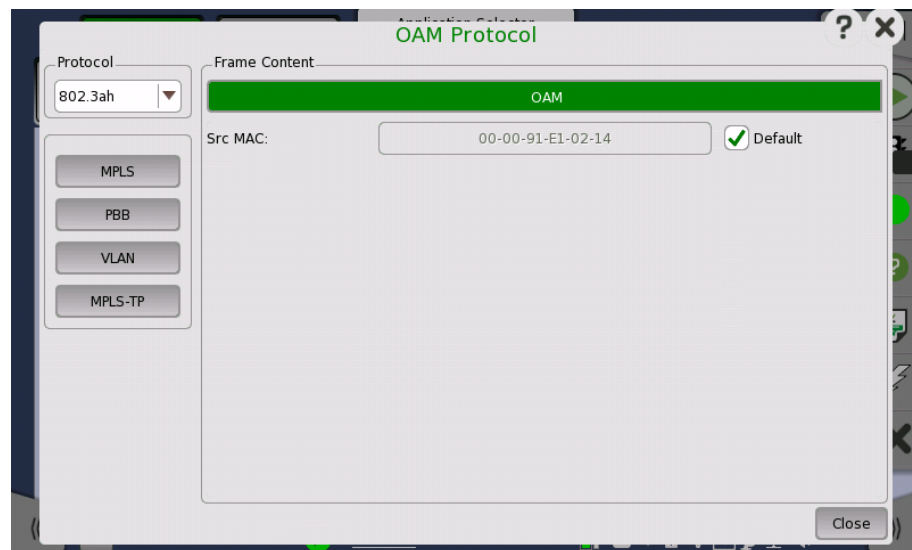 OAM Protocol
? X
Protocol
802.3ah
MPLS
PBB
VLAN
MPLS-TP
Frame Content
OAM
Src MAC: 00-00-91-E1-02-14 Default
Close